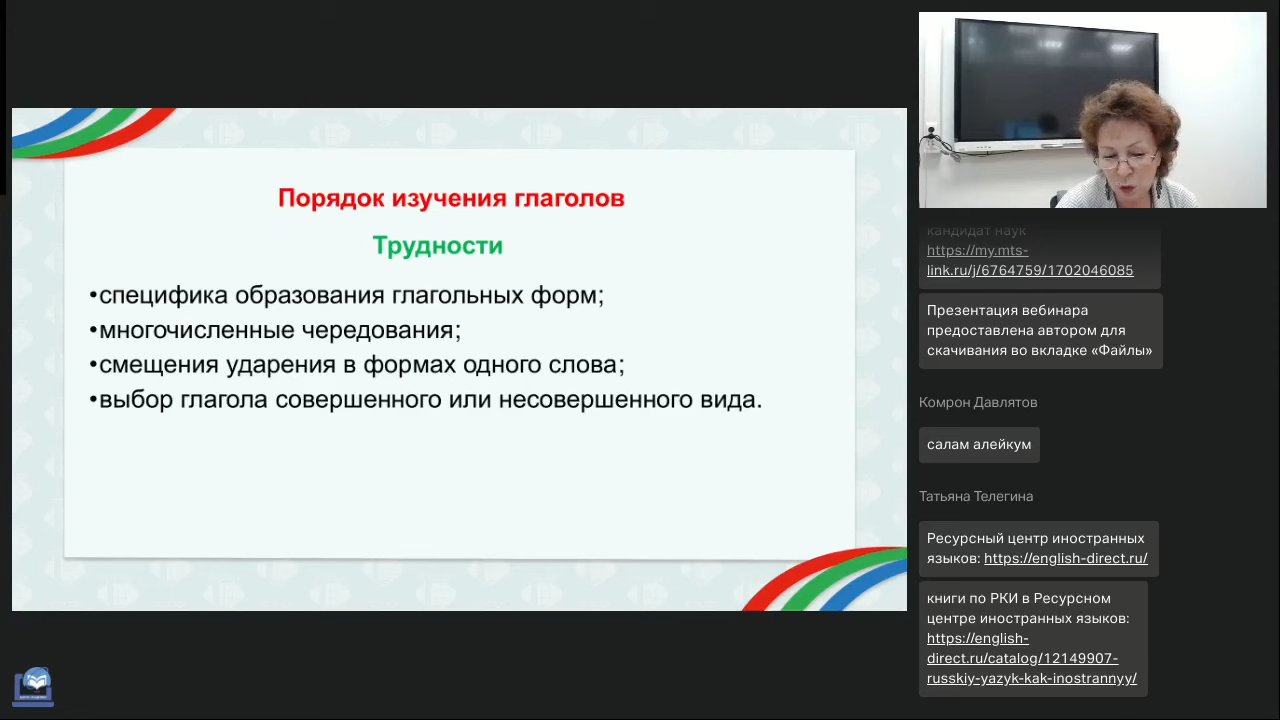 Порядок изучения глаголов
Трудности
•специфика образования глагольных форм;
•многочисленные чередования;
•смещения ударения в формах одного слова;
•выбор глагола совершенного или несовершенного вида.
кандидат наук
https://my.mts-
link.ru/j/6764759/1702046085
Презентация вебинара
предоставлена автором для
скачивания во вкладке «Файлы»
Комрон Давлятов
салам алейкум
Татьяна Телегина
Ресурсный центр иностранных
языков: https://english-direct.ru/
книги по РКИ в Ресурсном
центре иностранных языков:
https://english-
direct.ru/catalog/12149907-
russkiy-yazyk-kak-inostrannyy/